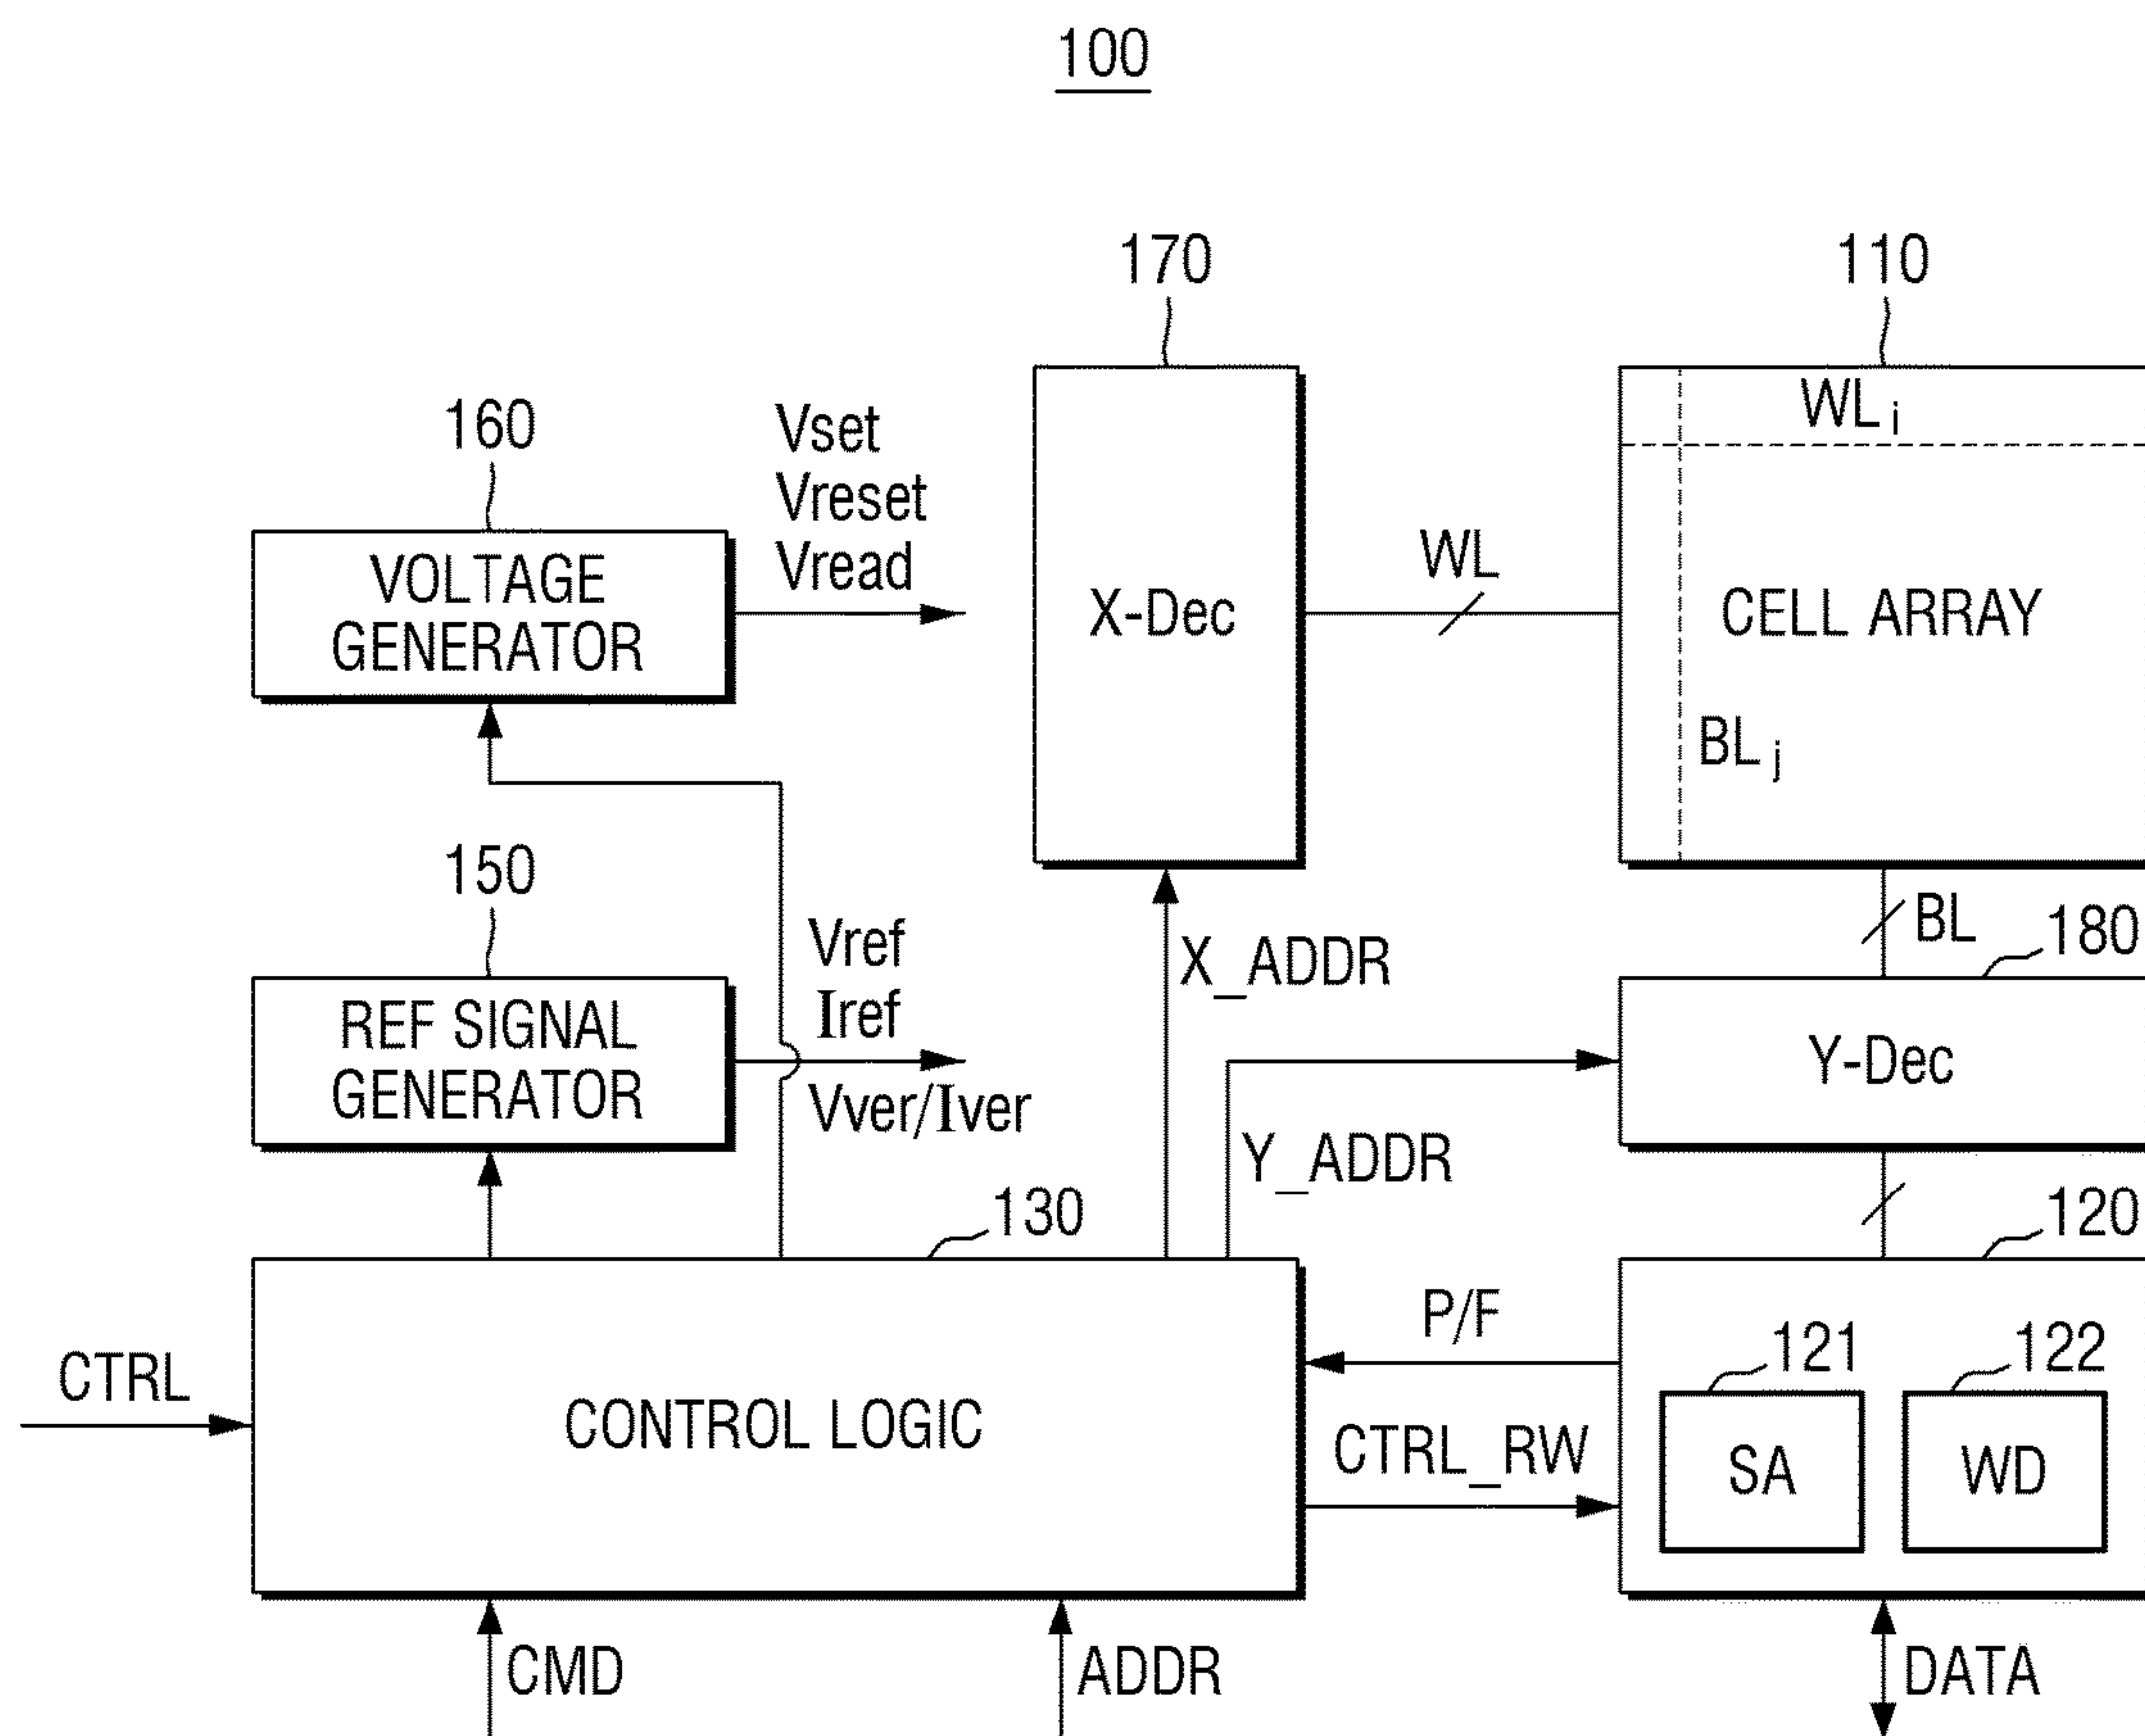 100
170
110
160
Vset
Vreset
Vread
WLi
VOLTAGE
GENERATOR
X-Dec
WL
CELL ARRAY
BLj
150
Vref
Iref
Vver/Iver
REF SIGNAL
GENERATOR
X_ADDR
BL
180
Y-Dec
Y_ADDR
130
120
P/F
121
122
CTRL
CONTROL LOGIC
CTRL_RW
SA
WD
CMD
ADDR
DATA